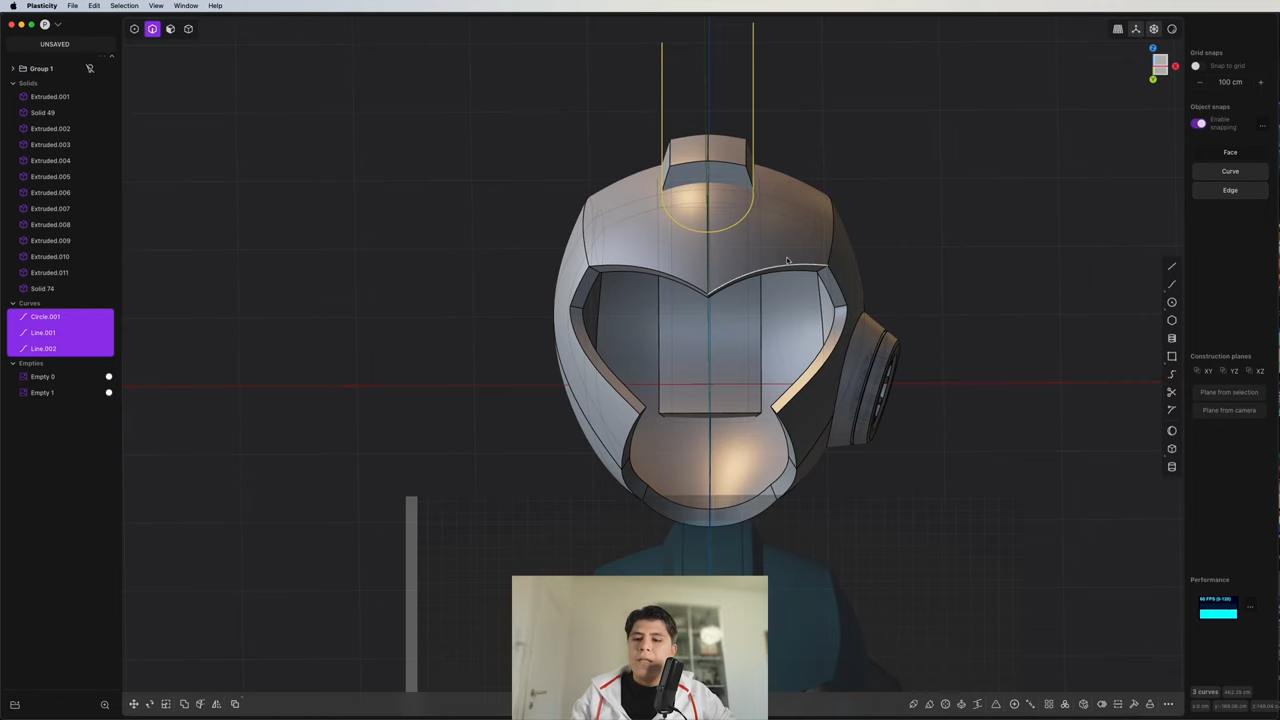 Plasticity File Edit Selection View Window Help
UNSAVED
Group 1
Solids
Extruded.001
Solid 49
Extruded.002
Extruded.003
Extruded.004
Extruded.005
Extruded.006
Extruded.007
Extruded.008
Extruded.009
Extruded.010
Extruded.011
Solid 74
Curves
Circle.001
Line.001
Line.002
Empties
Empty 0
Empty 1
Z
X
Y
Grid snaps
Snap to grid
− 100 cm +
Object snaps
Enable snapping ...
Face
Curve
Edge
Construction planes
XY YZ XZ
Plane from selection
Plane from camera
Performance
60 FPS (0-120)
3 curves